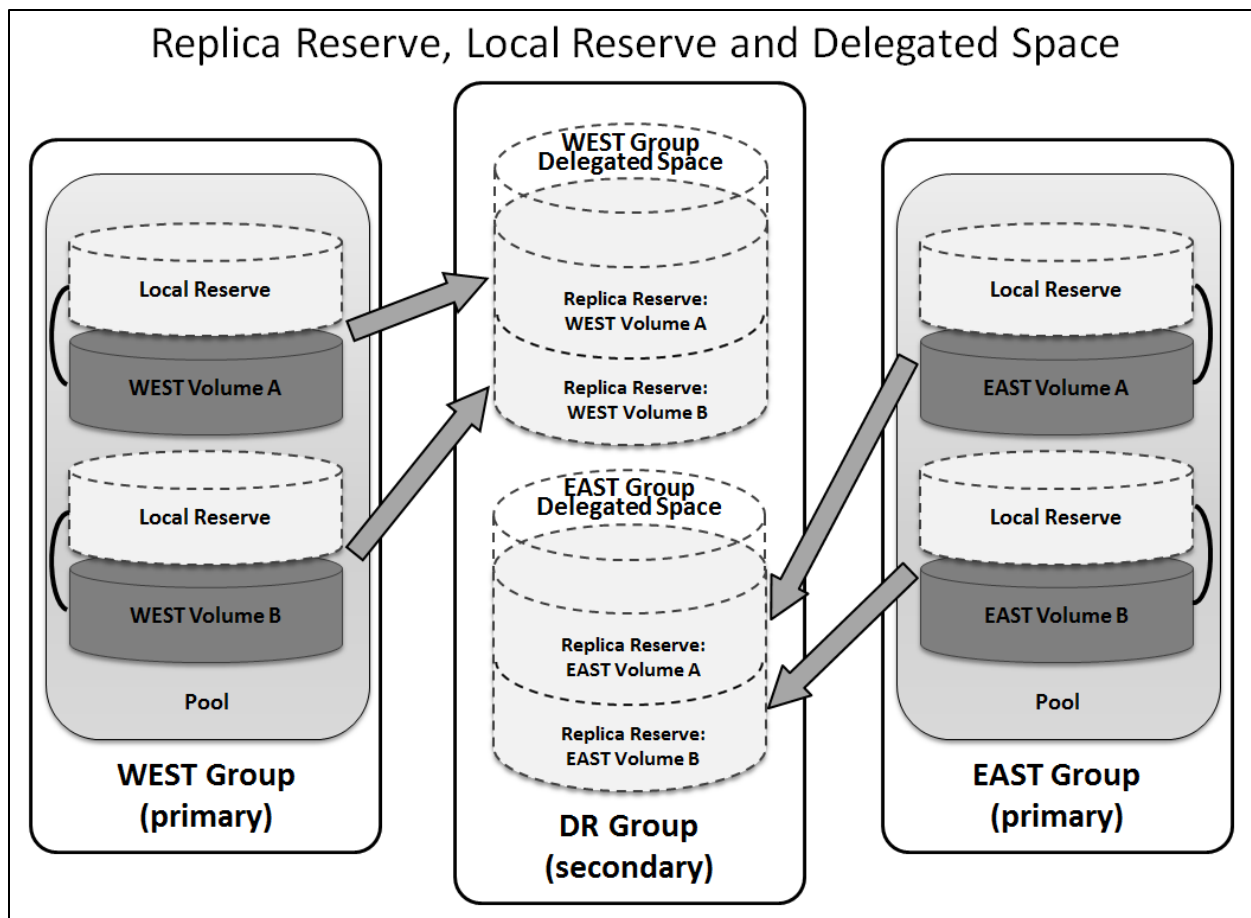 Replica Reserve, Local Reserve and Delegated Space
Local Reserve
WEST Volume A
Local Reserve
WEST Volume B
Pool
WEST Group
(primary)
WEST Group
Delegated Space
Replica Reserve:
WEST Volume A
Replica Reserve:
WEST Volume B
EAST Group
Delegated Space
Replica Reserve:
EAST Volume A
Replica Reserve:
EAST Volume B
DR Group
(secondary)
Local Reserve
EAST Volume A
Local Reserve
EAST Volume B
Pool
EAST Group
(primary)